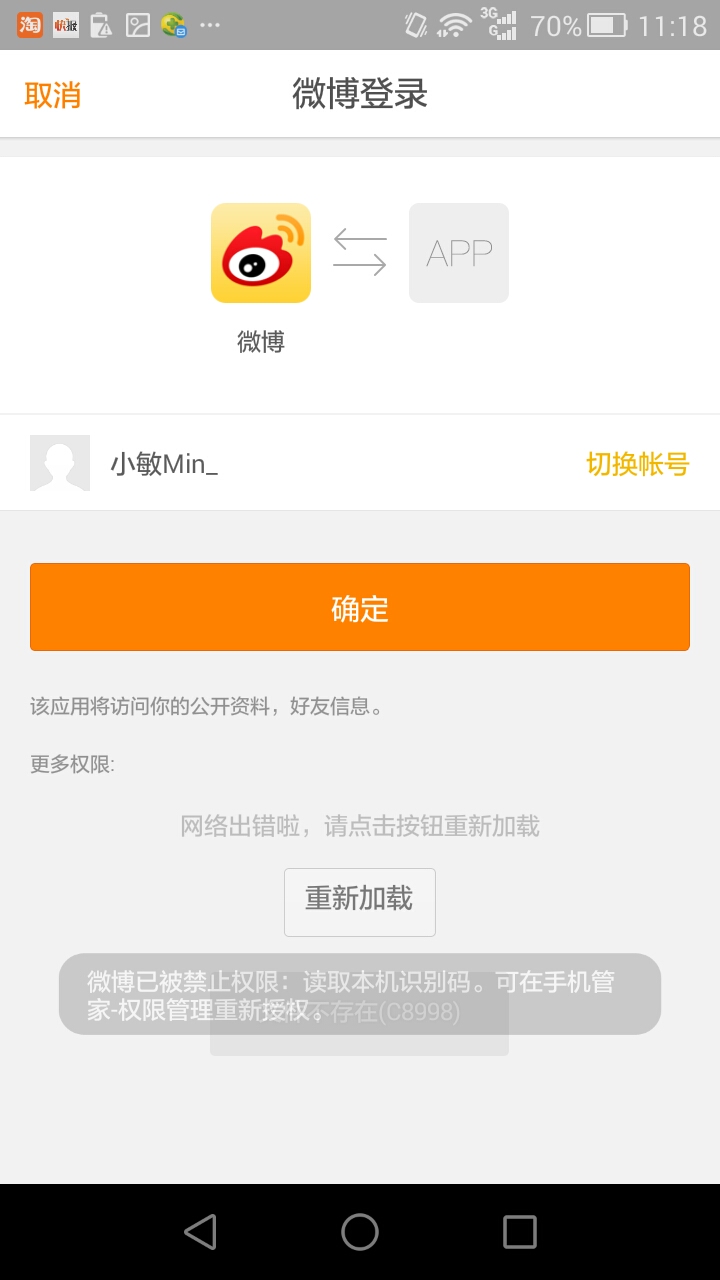 淘
快报
3G
G
70%
11:18
取消
微博登录
APP
微博
小敏Min_
切换帐号
确定
该应用将访问你的公开资料，好友信息。
更多权限:
网络出错啦，请点击按钮重新加载
重新加载
微博已被禁止权限：读取本机识别码。可在手机管
家-权限管理重新授权。
不存在(C8998)